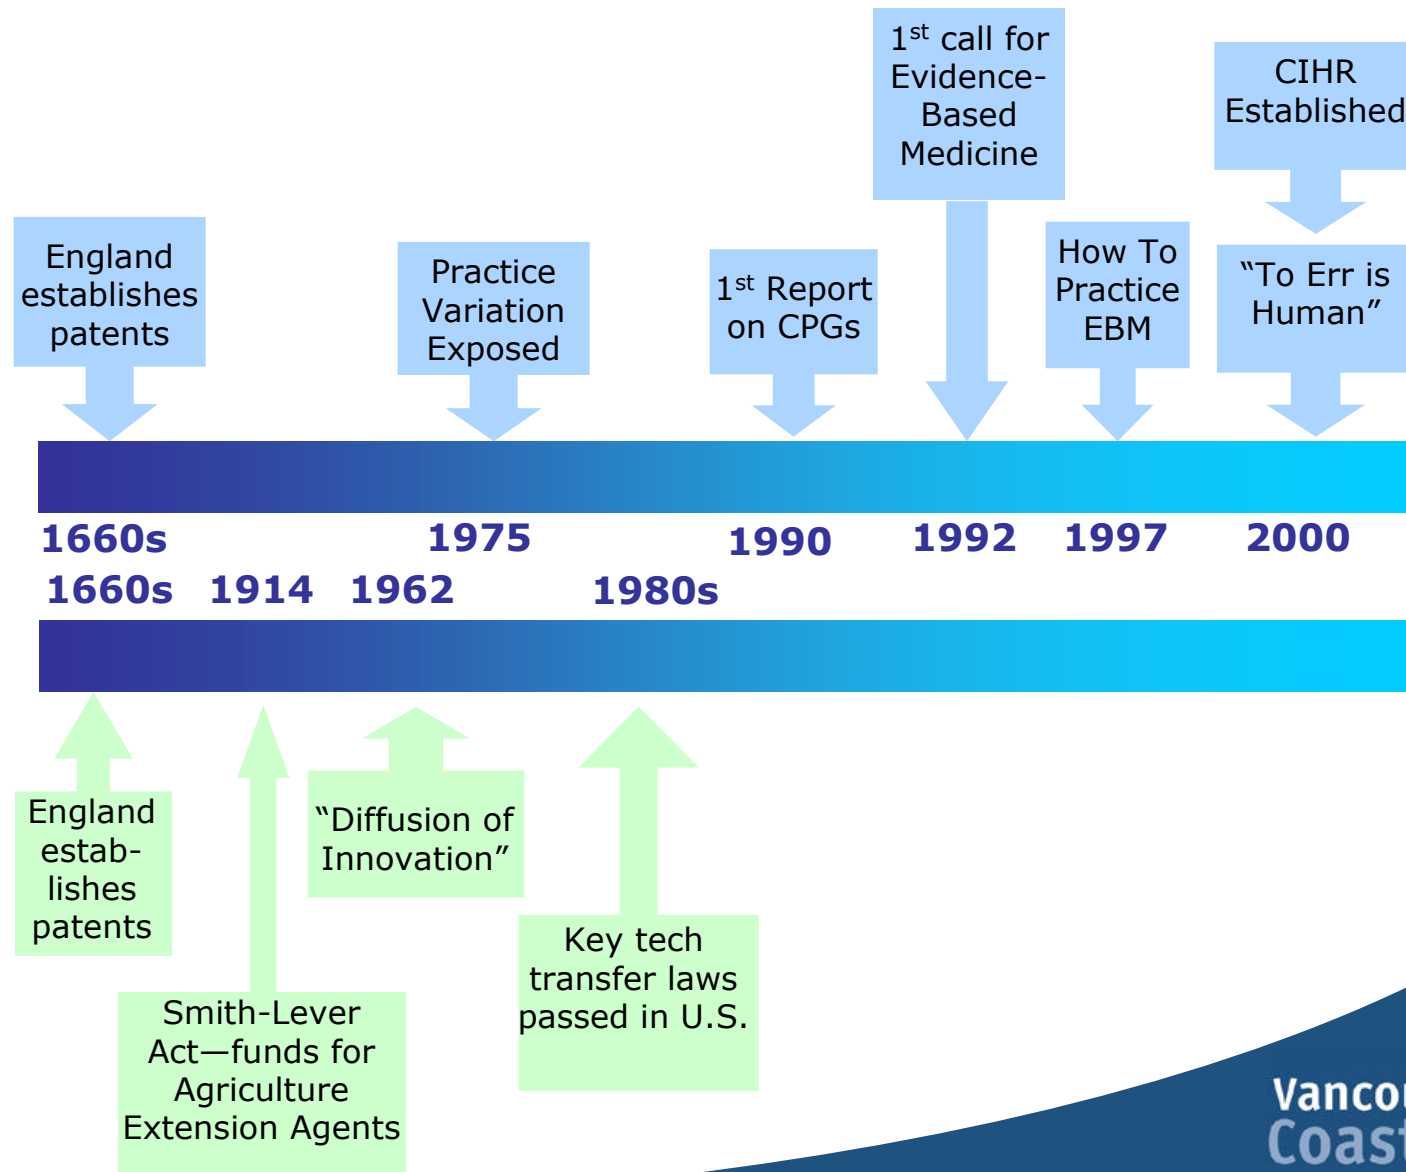 1st call for
Evidence-
Based
Medicine
CIHR
Established
England
establishes
patents
Practice
Variation
Exposed
1st Report
on CPGs
How To
Practice
EBM
“To Err is
Human”
1660s 1975 1990 1992 1997 2000
1660s 1914 1962 1980s
England
estab-
lishes
patents
“Diffusion of
Innovation”
Key tech
transfer laws
passed in U.S.
Smith-Lever
Act—funds for
Agriculture
Extension Agents
Vancou
Coast